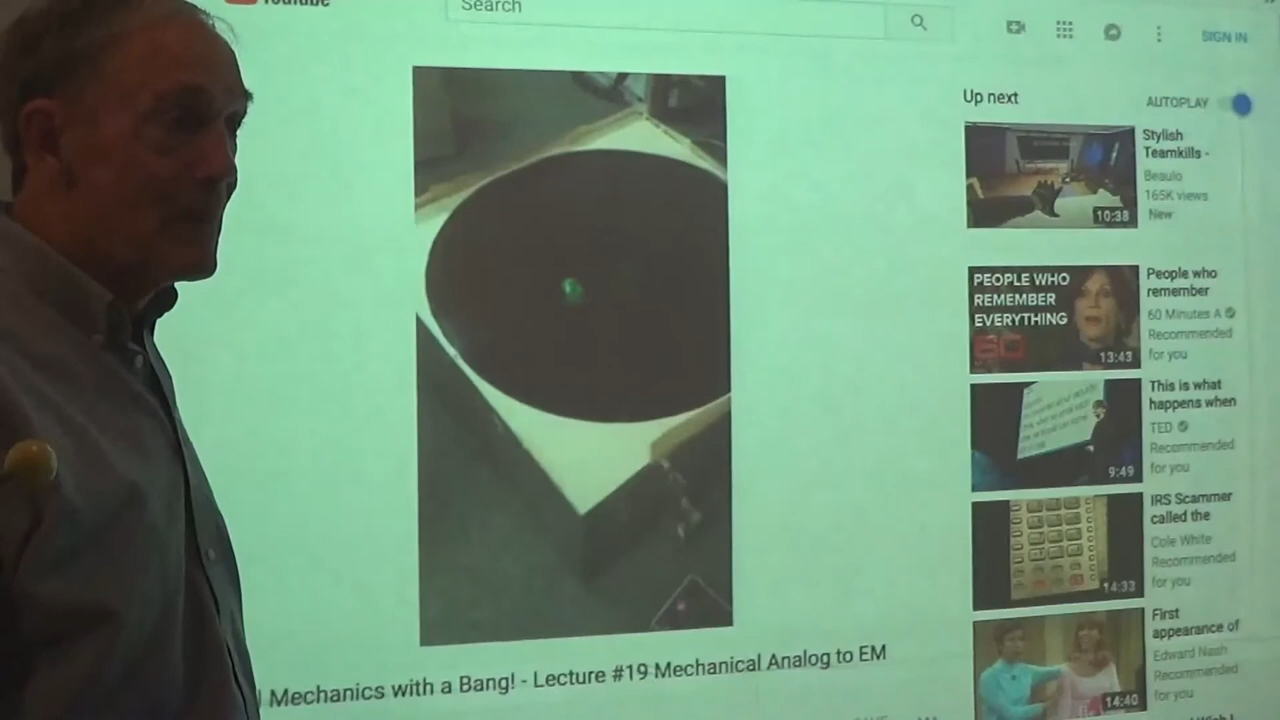 YouTube
Search
SIGN IN
Up next
AUTOPLAY
Stylish
Teamkills -
Beaulo
165K views
New
10:38
PEOPLE WHO
REMEMBER
EVERYTHING
60
13:43
People who
remember
60 Minutes A
Recommended
for you
This is what
happens when
TED
Recommended
for you
9:49
IRS Scammer
called the
Cole White
Recommended
for you
14:33
First
appearance of
Edward Nash
Recommended
for you
14:40
Mechanics with a Bang! - Lecture #19 Mechanical Analog to EM